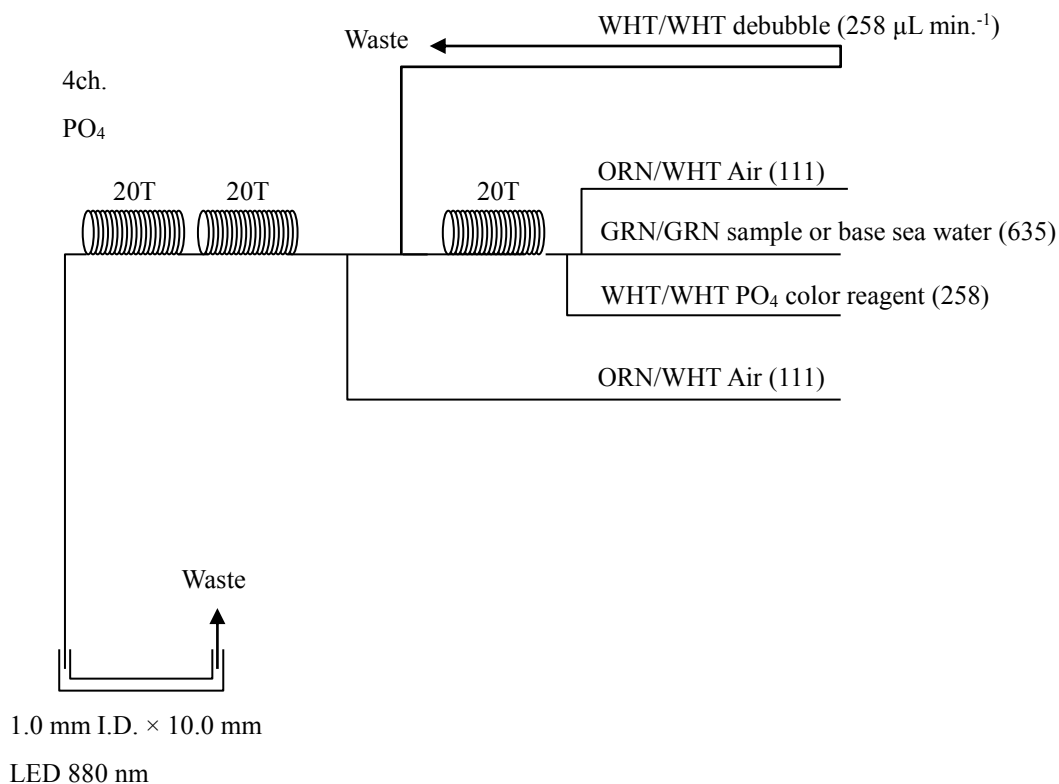 WHT/WHT debubble (258 μL min.⁻¹)
Waste
4ch.
PO₄
ORN/WHT Air (111)
20T 20T 20T
GRN/GRN sample or base sea water (635)
WHT/WHT PO₄ color reagent (258)
ORN/WHT Air (111)
Waste
1.0 mm I.D. × 10.0 mm
LED 880 nm